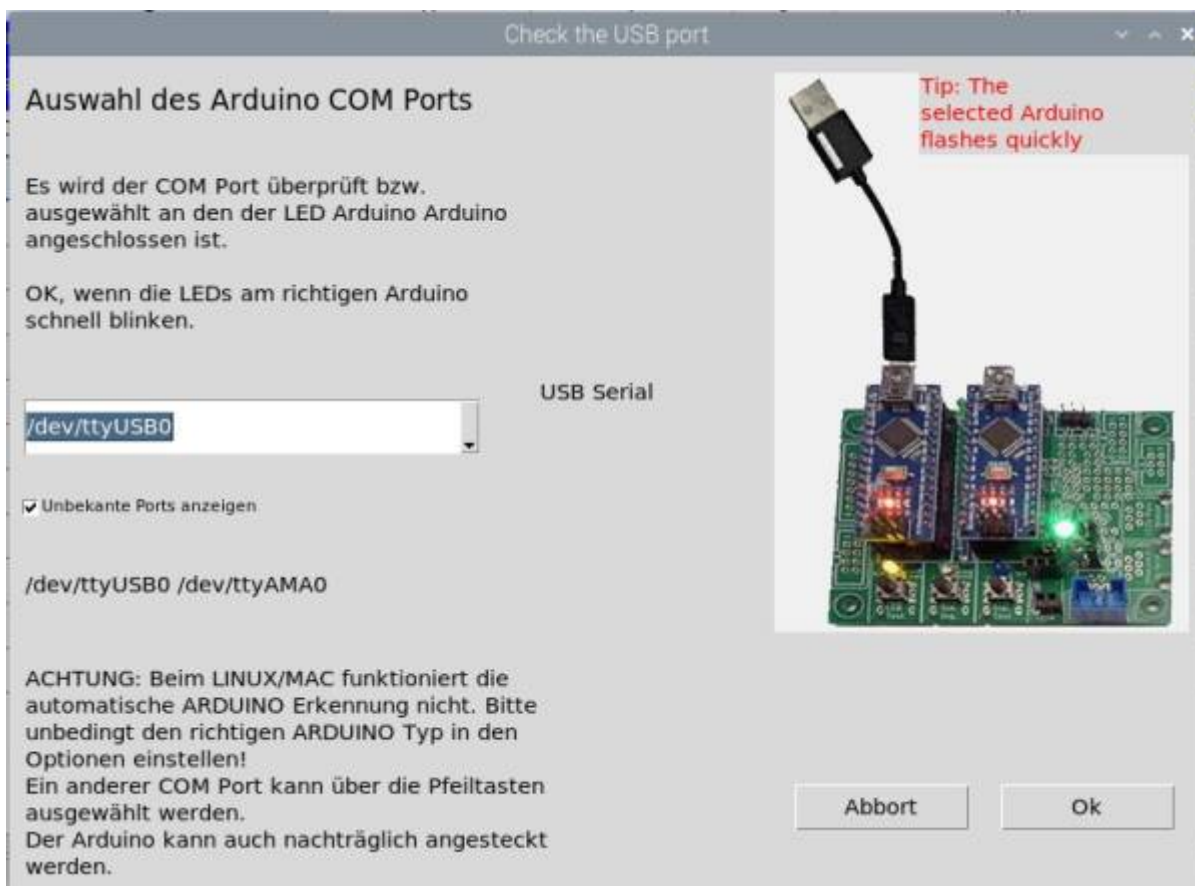 Check the USB port
Auswahl des Arduino COM Ports
Tip: The
selected Arduino
flashes quickly
Es wird der COM Port überprüft bzw.
ausgewählt an den der LED Arduino Arduino
angeschlossen ist.
OK, wenn die LEDs am richtigen Arduino
schnell blinken.
USB Serial
/dev/ttyUSB0
Unbekante Ports anzeigen
/dev/ttyUSB0 /dev/ttyAMA0
ACHTUNG: Beim LINUX/MAC funktioniert die
automatische ARDUINO Erkennung nicht. Bitte
unbedingt den richtigen ARDUINO Typ in den
Optionen einstellen!
Ein anderer COM Port kann über die Pfeiltasten
ausgewählt werden.
Der Arduino kann auch nachträglich angesteckt
werden.
Abbort
Ok